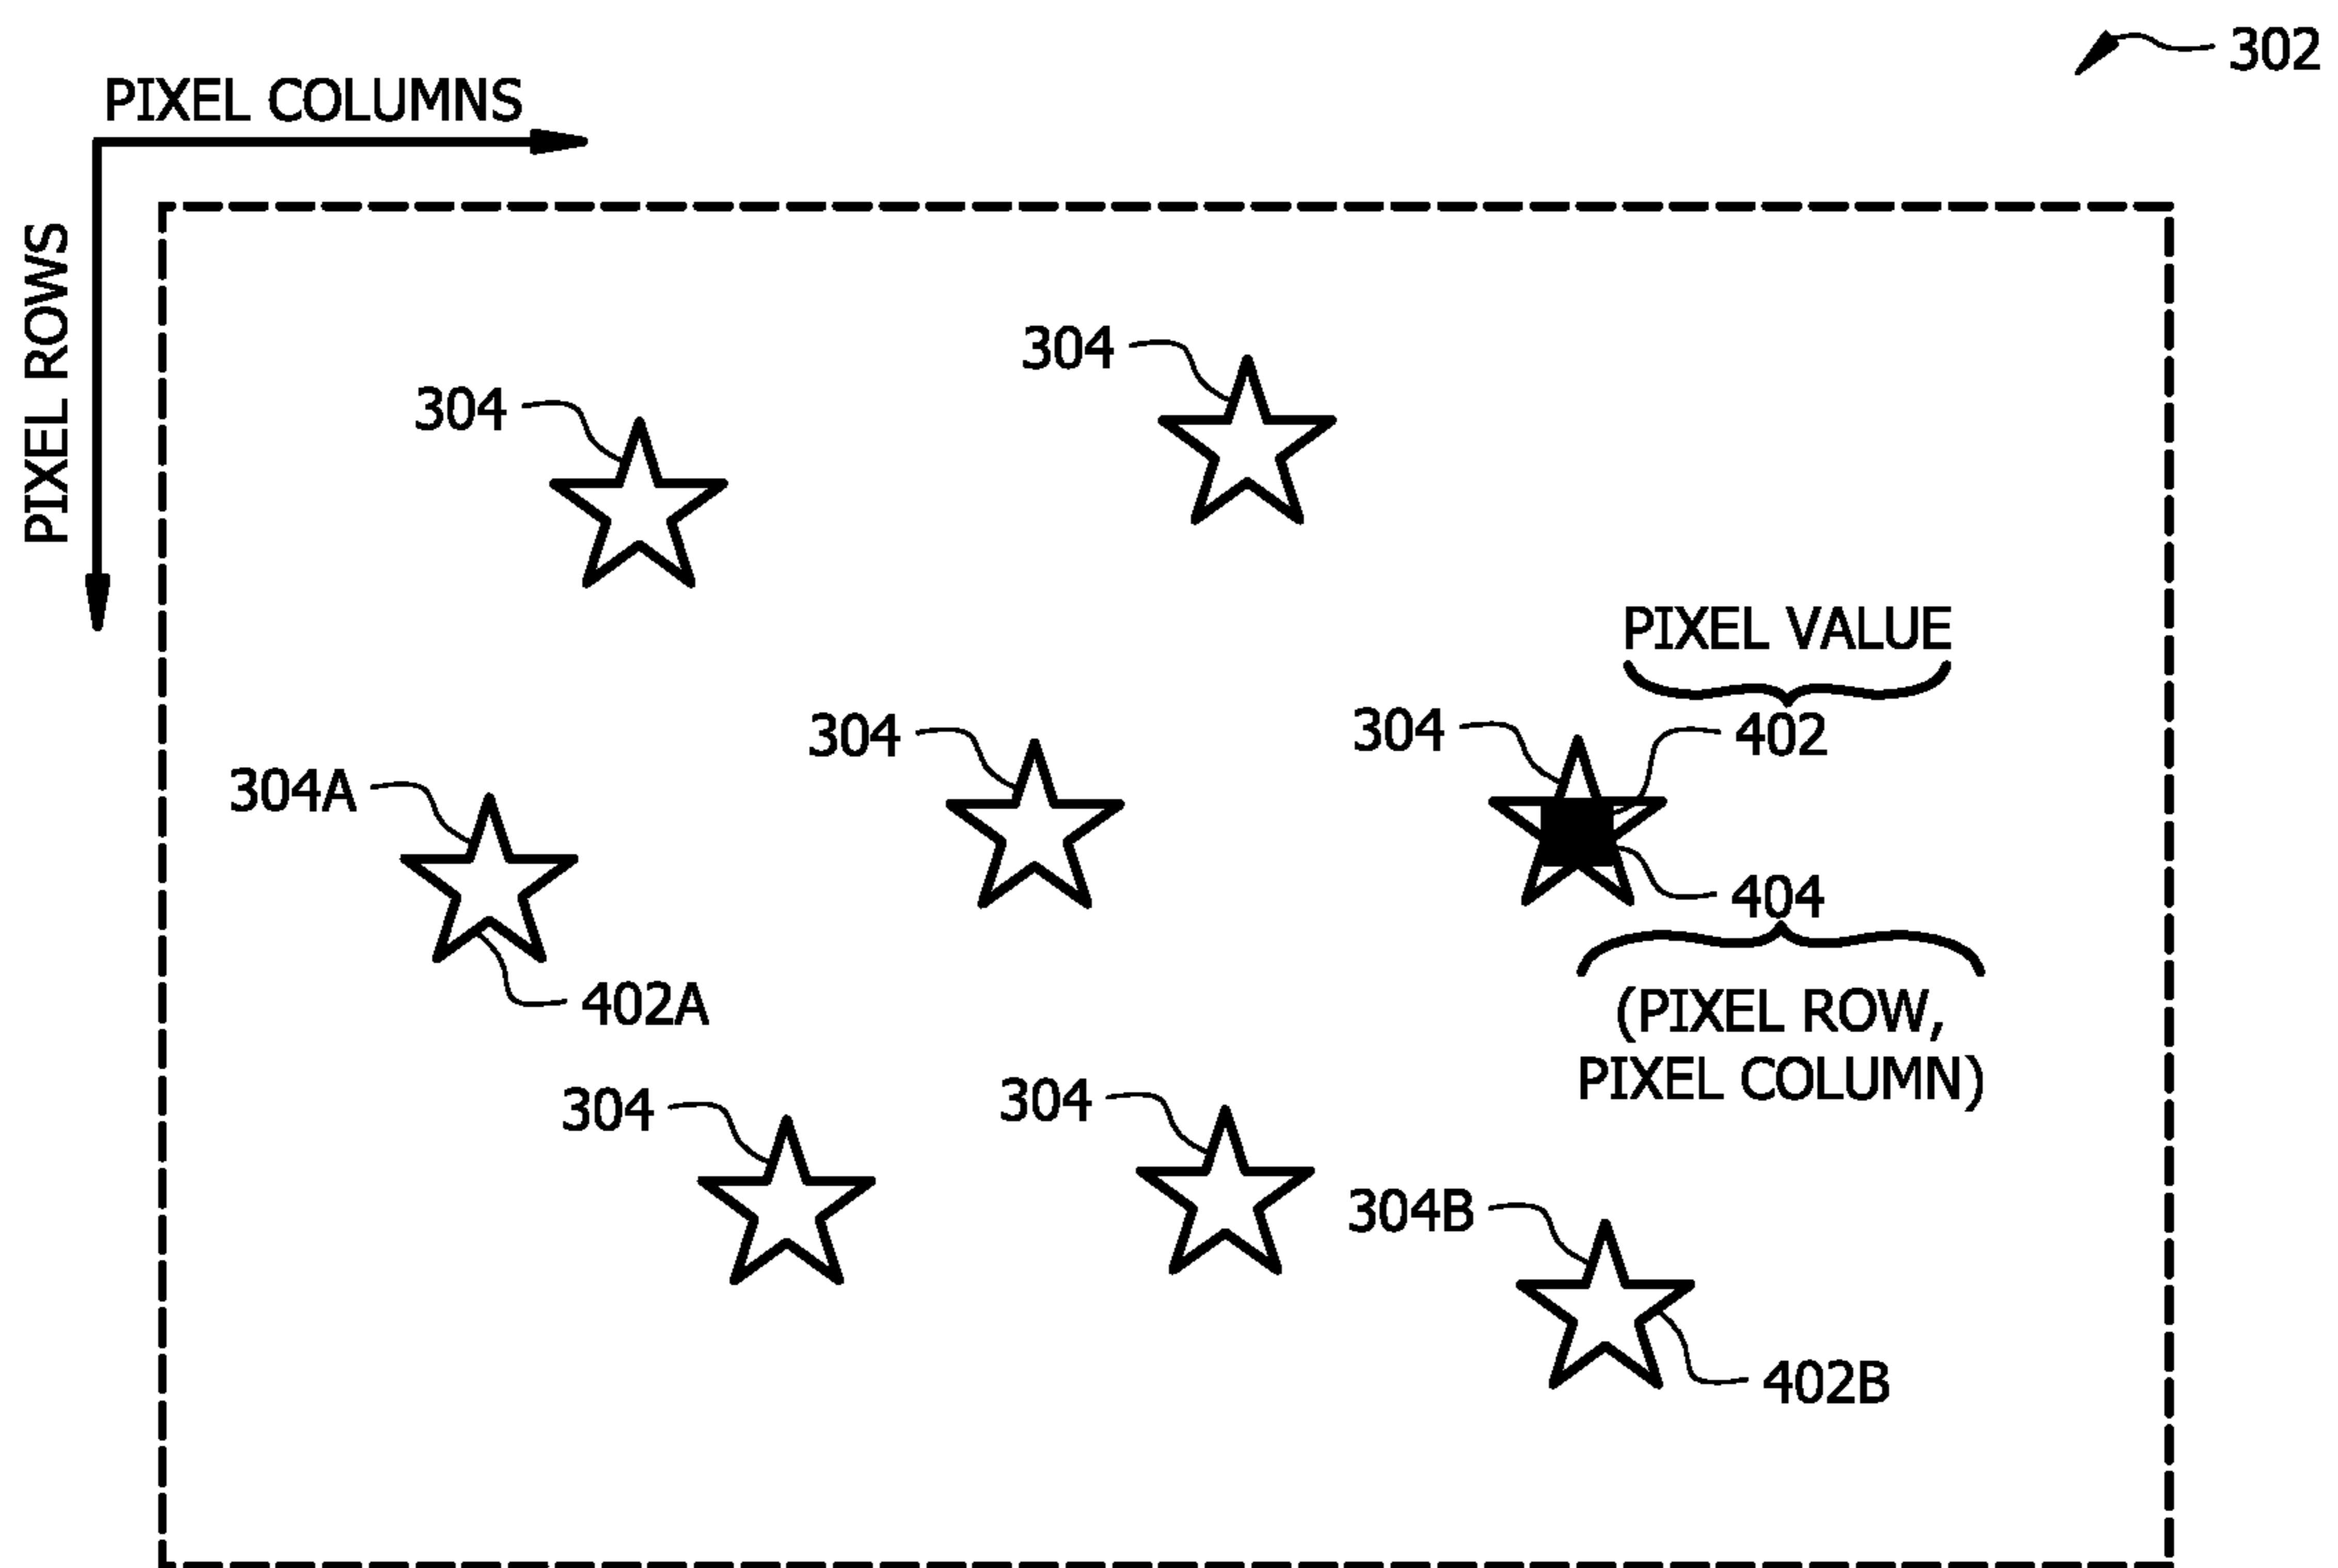 302
PIXEL COLUMNS
PIXEL ROWS
304
304
PIXEL VALUE
304
304
402
304A
404
402A
(PIXEL ROW,
PIXEL COLUMN)
304
304
304B
402B